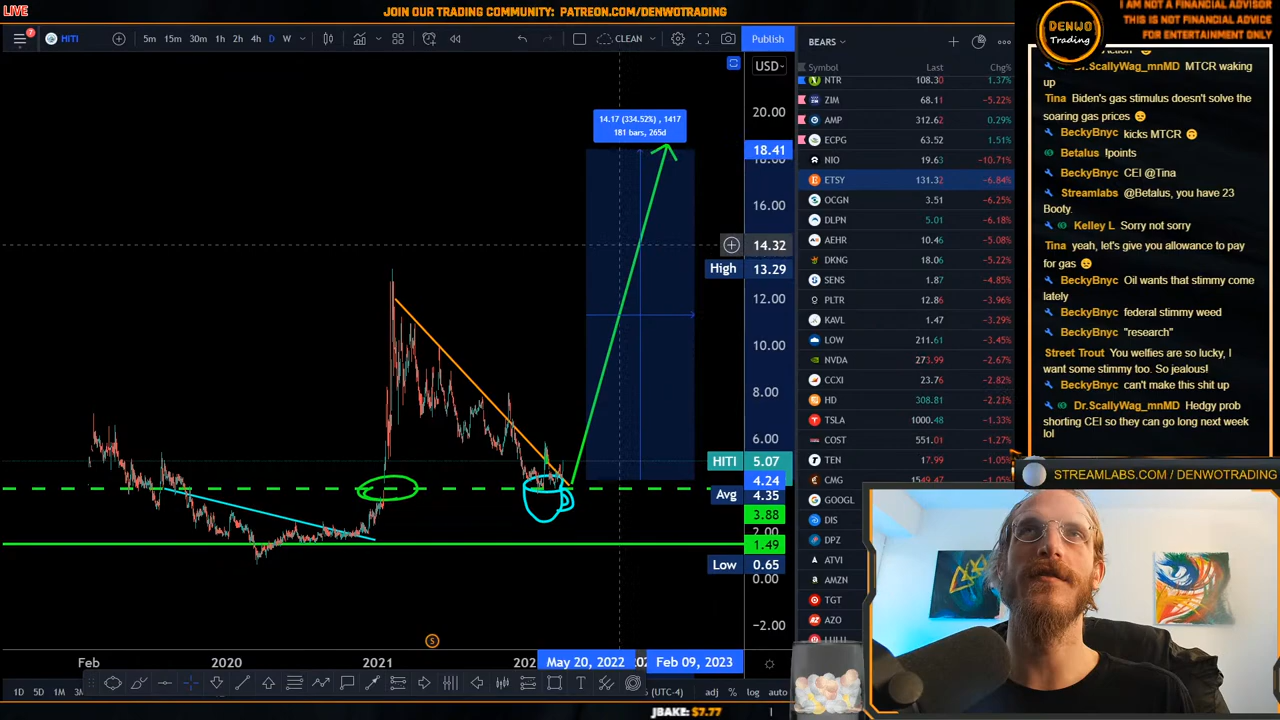 LIVE
JOIN OUR TRADING COMMUNITY: PATREON.COM/DENWOTRADING
I AM NOT A FINANCIAL ADVISOR
THIS IS NOT FINANCIAL ADVICE
FOR ENTERTAINMENT ONLY
DENWO
Trading
7
HITI
5m 15m 30m 1h 2h 4h D W
CLEAN
Publish
USD
20.00
18.41
18.00
16.00
14.32
High 13.29
12.00
10.00
8.00
6.00
HITI 5.07
4.24
Avg 4.35
3.88
2.00
1.49
Low 0.65
0.00
−2.00
14.17 (334.52%) , 1417
181 bars, 265d
S
Feb 2020 2021 May 20, 2022 Feb 09, 2023
1D 5D 1M
(UTC-4) adj % log auto
BEARS
Symbol Last Chg%
NTR 108.30 1.37%
ZIM 68.11 −5.22%
AMP 312.62 0.29%
ECPG 63.52 1.51%
NIO 19.63 −10.71%
ETSY 131.32 −6.84%
OCGN 3.51 −6.25%
DLPN 5.01 −6.18%
AEHR 10.46 −5.08%
DKNG 18.06 −5.22%
SENS 1.87 −4.85%
PLTR 12.86 −3.96%
KAVL 1.47 −3.29%
LOW 211.61 −3.45%
NVDA 273.99 −2.67%
CCXI 23.76 −2.82%
HD 308.81 −2.21%
TSLA 1000.48 −1.33%
COST 551.01 −1.27%
TEN 17.99 −1.05%
CMG 1549.47 −1.05%
GOOGL
DIS
DPZ
ATVI
AMZN
TGT
AZO
LULU
Dr.ScallyWag_mnMD MTCR waking
up
Tina Biden's gas stimulus doesn't solve the
soaring gas prices
BeckyBnyc kicks MTCR
Betalus !points
BeckyBnyc CEI @Tina
Streamlabs @Betalus, you have 23
Booty.
Kelley L Sorry not sorry
Tina yeah, let's give you allowance to pay
for gas
BeckyBnyc Oil wants that stimmy come
lately
BeckyBnyc federal stimmy weed
BeckyBnyc "research"
Street Trout You welfies are so lucky, I
want some stimmy too. So jealous!
BeckyBnyc can't make this shit up
Dr.ScallyWag_mnMD Hedgy prob
shorting CEI so they can go long next week
lol
STREAMLABS.COM / DENWOTRADING
JBAKE: $7.77